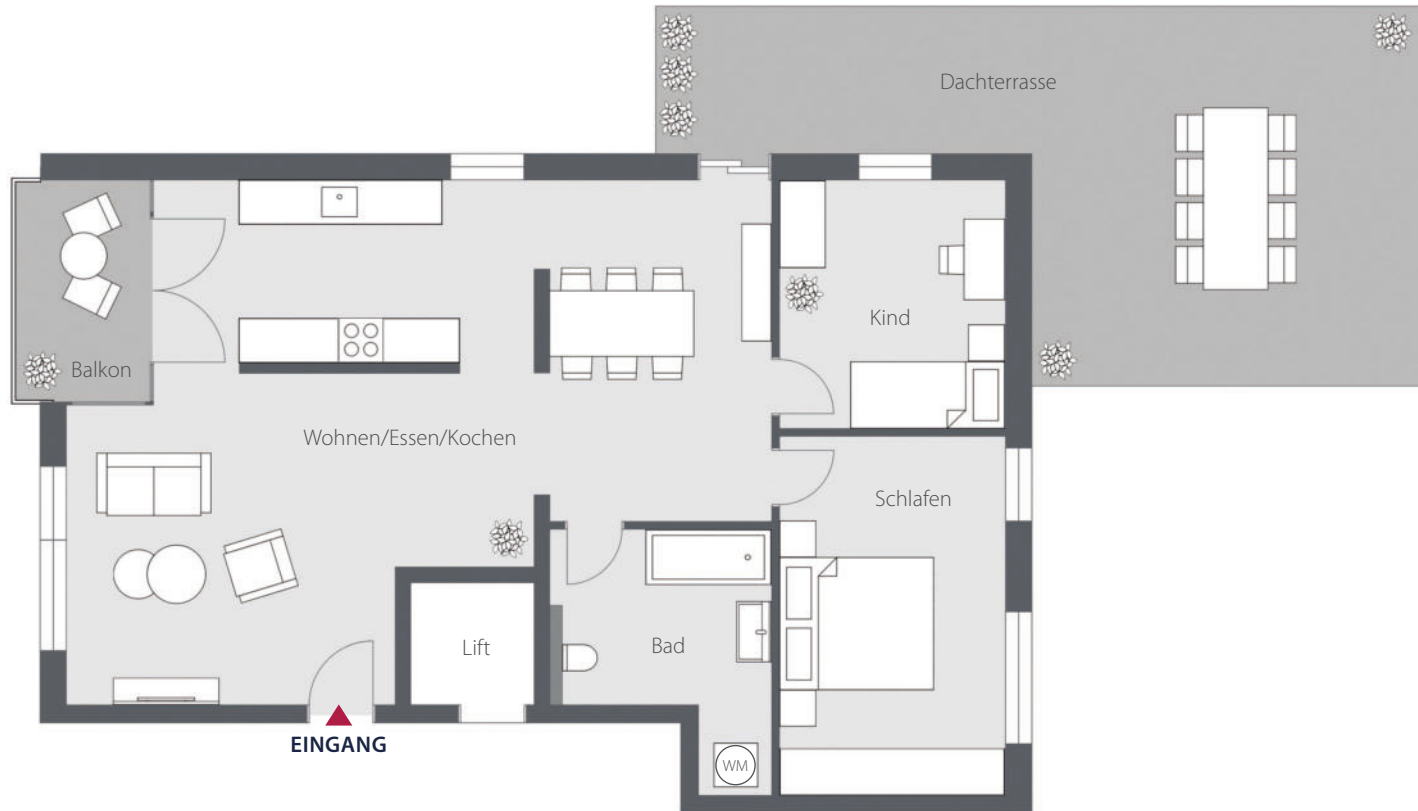 Dachterrasse
Kind
Balkon
Wohnen/Essen/Kochen
Schlafen
Lift
Bad
EINGANG
WM